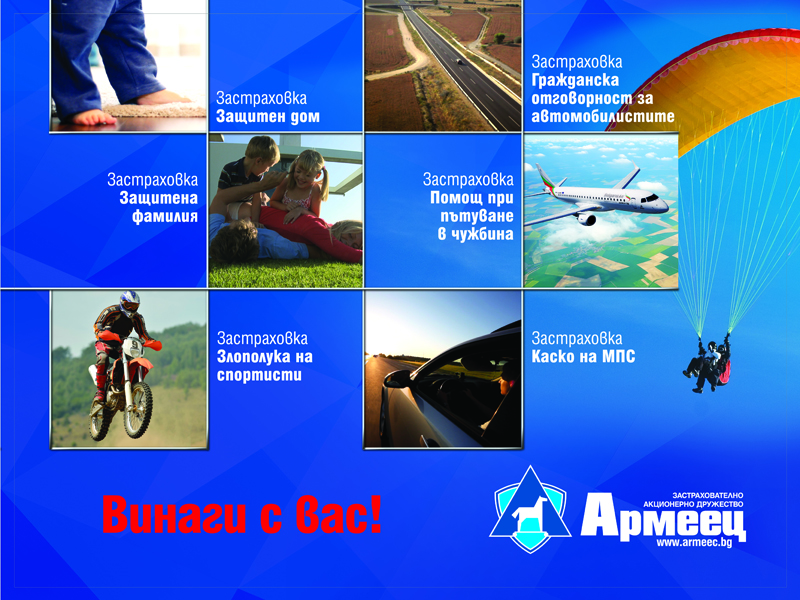 Застраховка
Защитен дом
Застраховка
Гражданска
отговорност за
автомобилистите
Застраховка
Защитена
фамилия
Застраховка
Помощ при
пътуване
в чужбина
Застраховка
Злополука на
спортисти
Застраховка
Каско на МПС
Винаги с вас!
ЗАСТРАХОВАТЕЛНО
АКЦИОНЕРНО ДРУЖЕСТВО
Армеец
www.armeec.bg